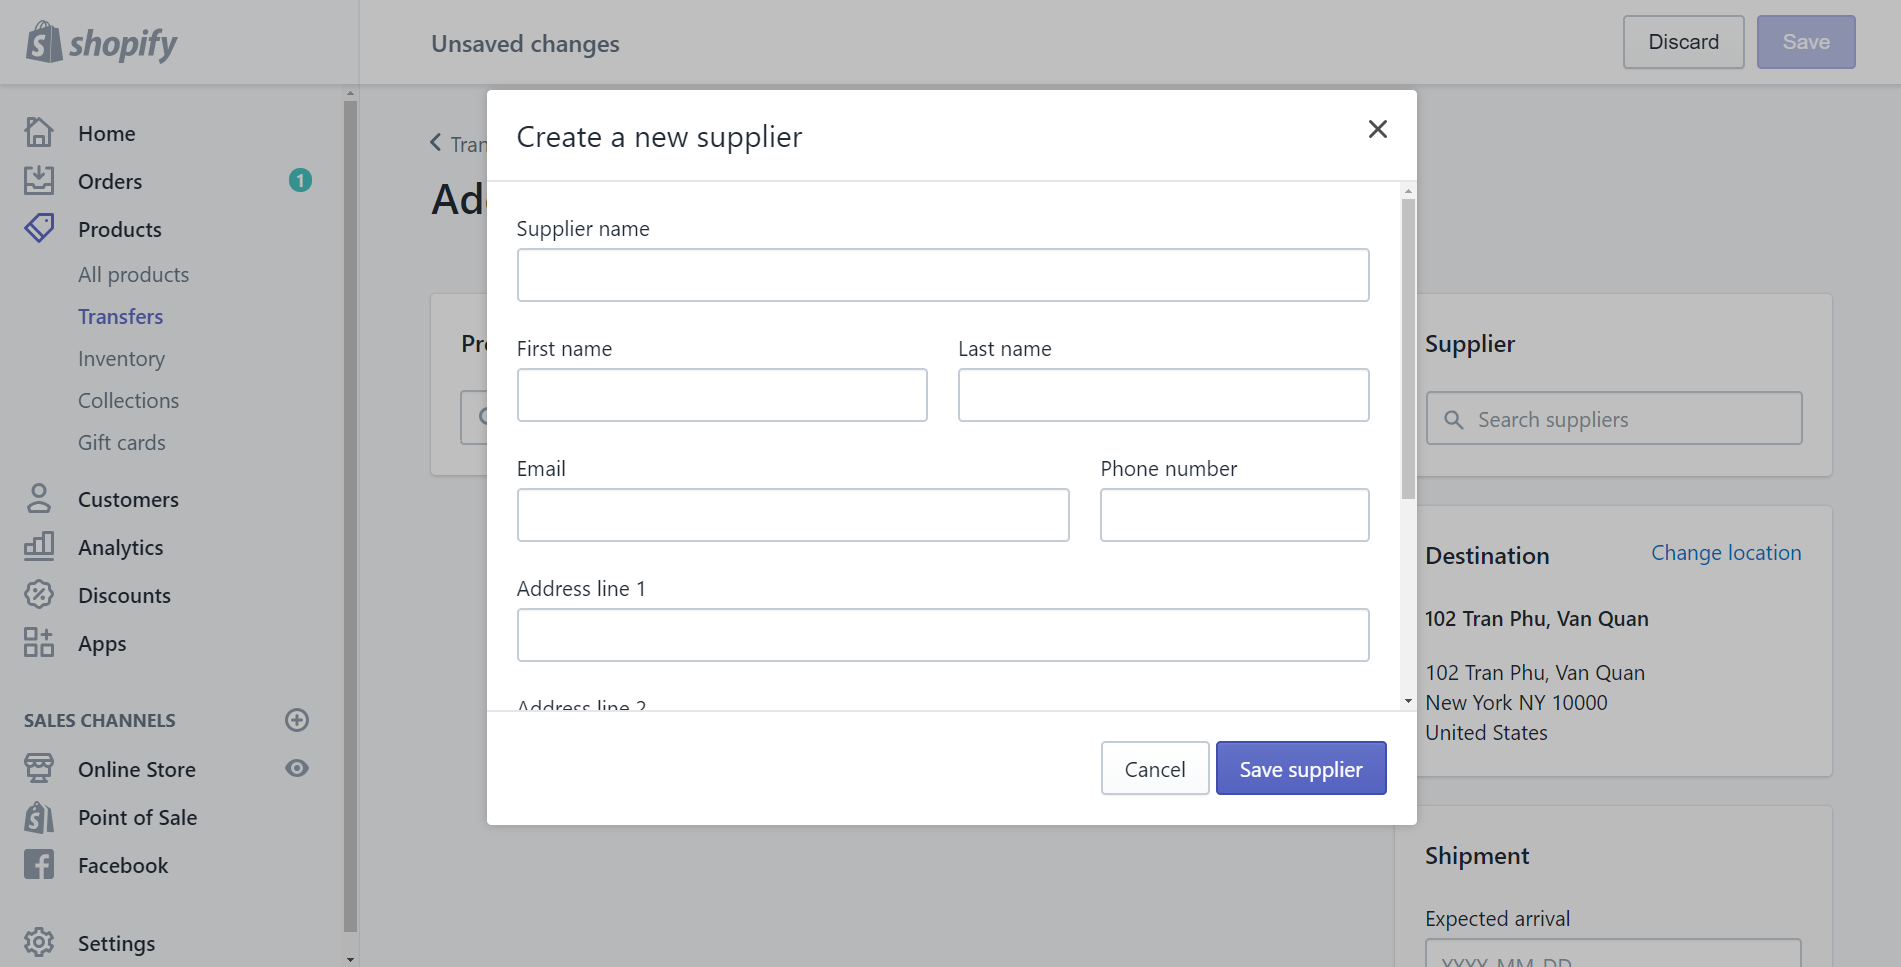 shopify
Unsaved changes
Discard
Save
Home
Orders
1
Products
All products
Transfers
Inventory
Collections
Gift cards
Customers
Analytics
Discounts
Apps
SALES CHANNELS
Online Store
Point of Sale
Facebook
Settings
Create a new supplier
Supplier name
First name
Last name
Email
Phone number
Address line 1
Address line 2
Cancel
Save supplier
Supplier
Search suppliers
Destination
Change location
102 Tran Phu, Van Quan
102 Tran Phu, Van Quan
New York NY 10000
United States
Shipment
Expected arrival
YYYY-MM-DD